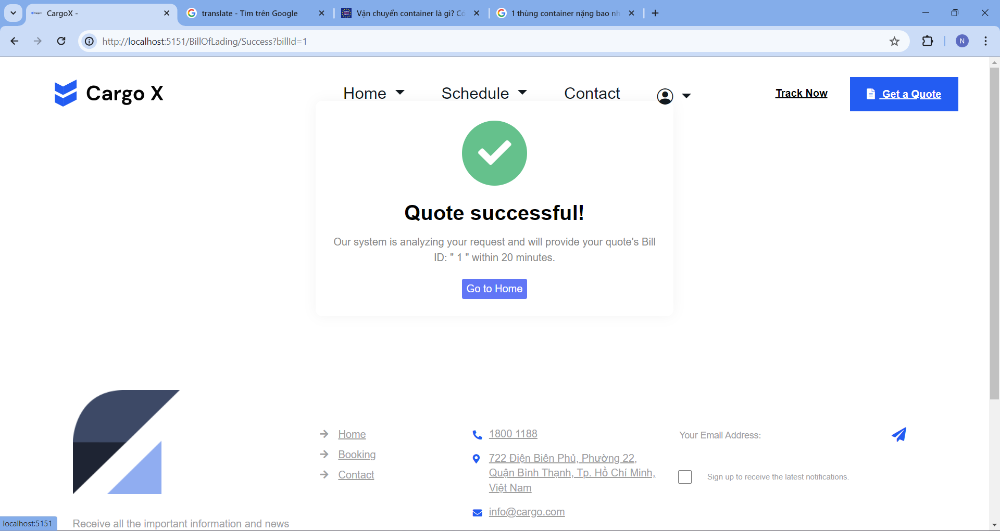 CargoX -
translate - Tìm trên Google
Vận chuyển container là gì? Có
1 thùng container nặng bao nh
http://localhost:5151/BillOfLading/Success?billId=1
N
Cargo X
Home
Schedule
Contact
Track Now
Get a Quote
Quote successful!
Our system is analyzing your request and will provide your quote's Bill
ID: " 1 " within 20 minutes.
Go to Home
Home
Booking
Contact
1800 1188
722 Điện Biên Phủ, Phường 22,
Quận Bình Thạnh, Tp. Hồ Chí Minh,
Việt Nam
info@cargo.com
Your Email Address:
Sign up to receive the latest notifications.
Receive all the important information and news
localhost:5151